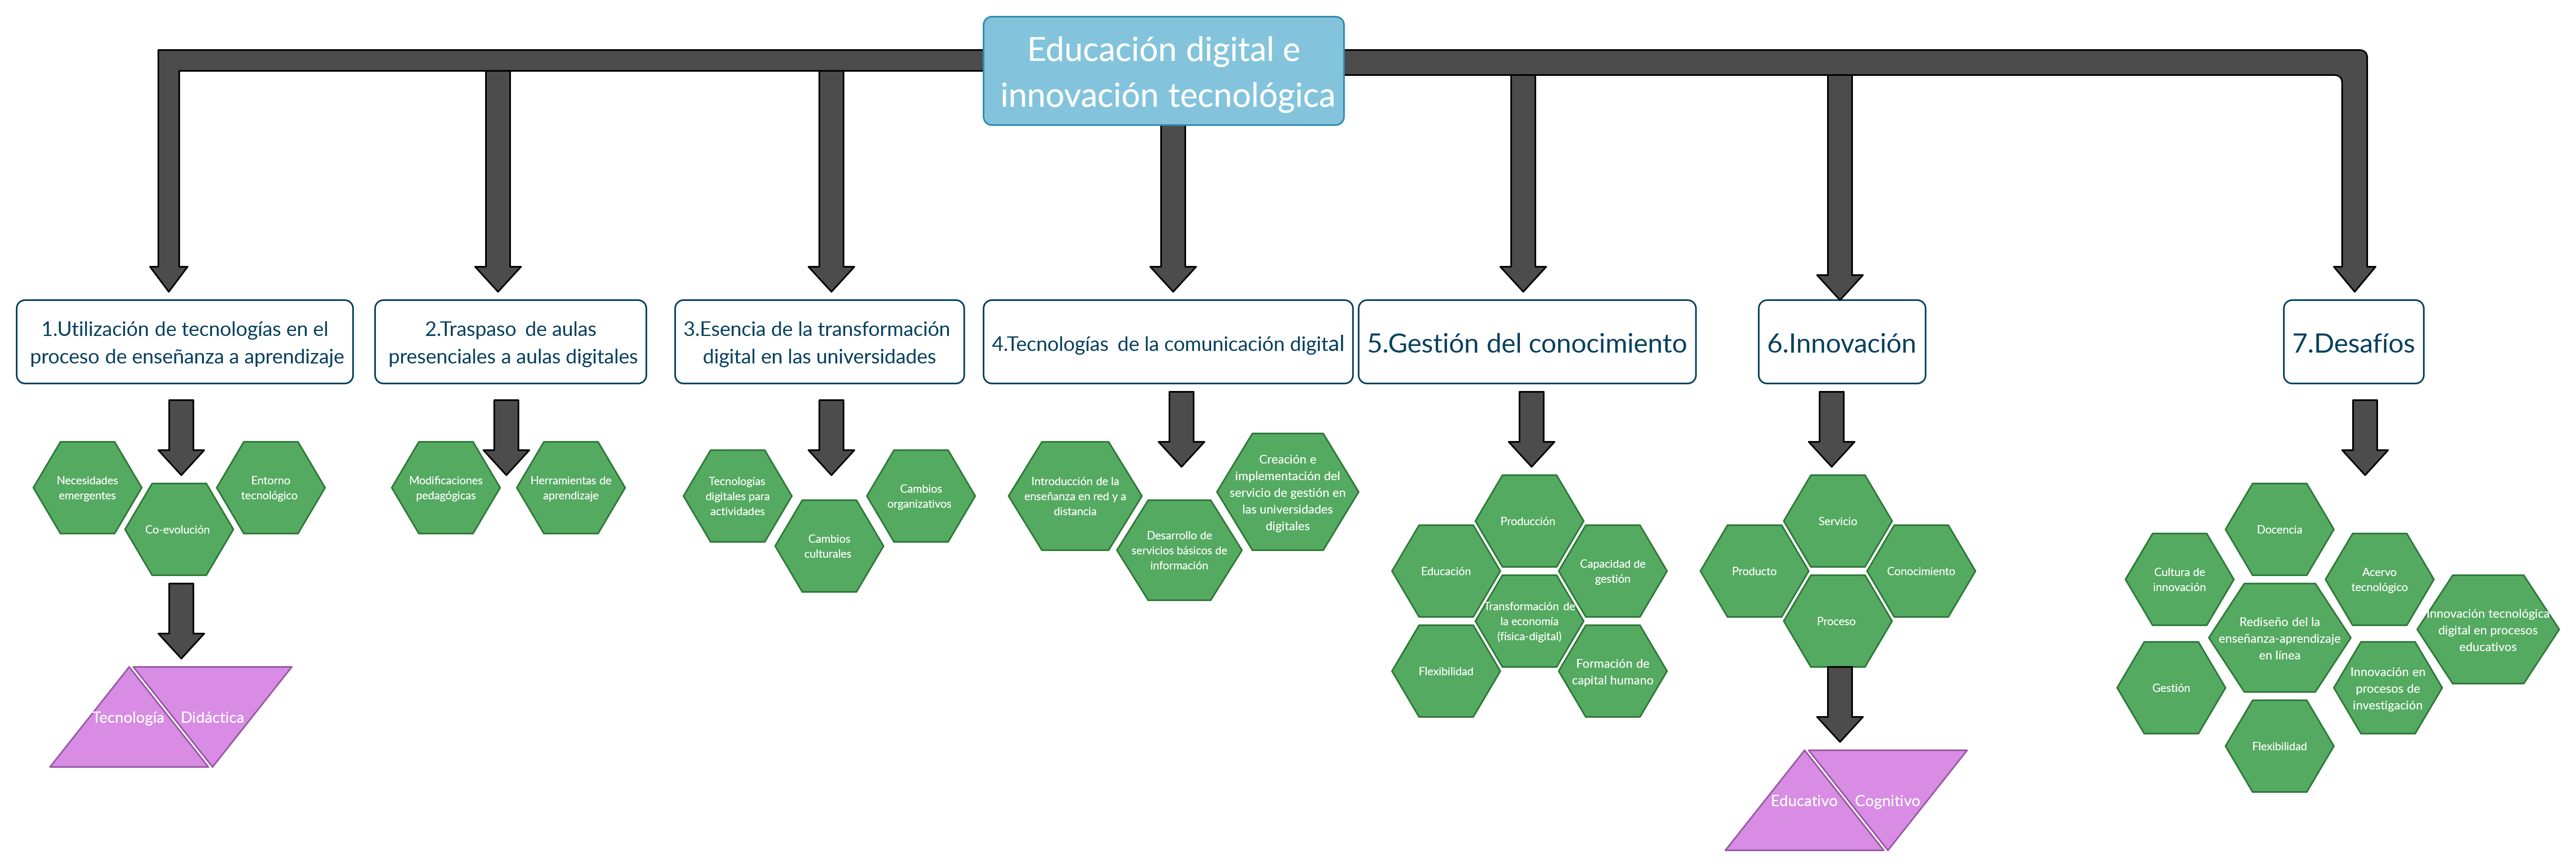 Educación digital e
innovación tecnológica
1.Utilización de tecnologías en el
proceso de enseñanza a aprendizaje
2.Traspaso de aulas
presenciales a aulas digitales
3.Esencia de la transformación
digital en las universidades
4.Tecnologías de la comunicación digital
5.Gestión del conocimiento
6.Innovación
7.Desafíos
Necesidades
emergentes
Co-evolución
Entorno
tecnológico
Tecnología
Didáctica
Modificaciones
pedagógicas
Herramientas de
aprendizaje
Tecnologías
digitales para
actividades
Cambios
culturales
Cambios
organizativos
Introducción de la
enseñanza en red y a
distancia
Desarrollo de
servicios básicos de
información
Creación e
implementación del
servicio de gestión en
las universidades
digitales
Producción
Educación
Capacidad de
gestión
Transformación de
la economía
(física-digital)
Flexibilidad
Formación de
capital humano
Servicio
Producto
Conocimiento
Proceso
Educativo
Cognitivo
Docencia
Cultura de
innovación
Acervo
tecnológico
Innovación tecnológica
digital en procesos
educativos
Rediseño del la
enseñanza-aprendizaje
en línea
Gestión
Innovación en
procesos de
investigación
Flexibilidad